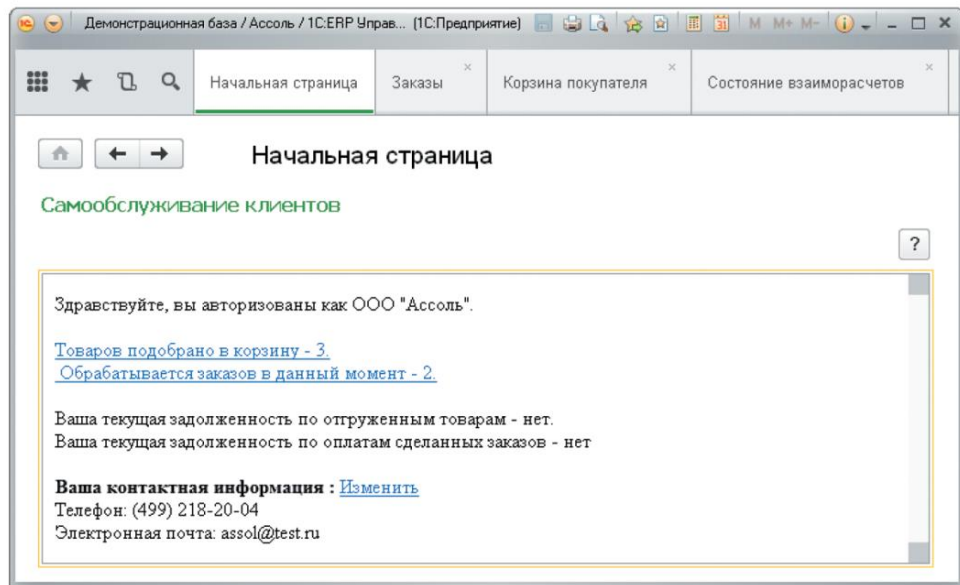 Демонстрационная база / Ассоль / 1C:ERP Управ... (1С:Предприятие) 31 M M+ M-
Начальная страница Заказы Корзина покупателя Состояние взаиморасчетов
Начальная страница
Самообслуживание клиентов
?
Здравствуйте, вы авторизованы как ООО "Ассоль".
Товаров подобрано в корзину - 3.
Обрабатывается заказов в данный момент - 2.
Ваша текущая задолженность по отгруженным товарам - нет.
Ваша текущая задолженность по оплатам сделанных заказов - нет
Ваша контактная информация : Изменить
Телефон: (499) 218-20-04
Электронная почта: assol@test.ru